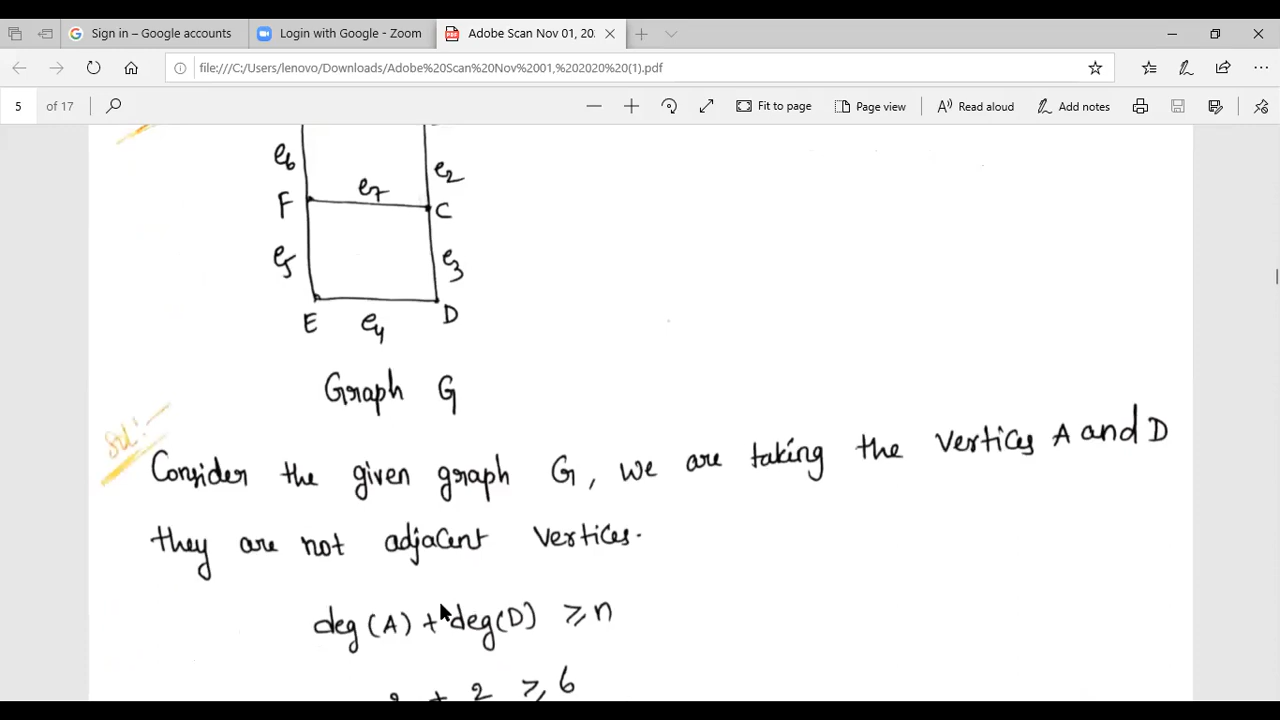 Sign in – Google accounts
Login with Google - Zoom
Adobe Scan Nov 01, 202
file:///C:/Users/lenovo/Downloads/Adobe%20Scan%20Nov%2001,%202020%20(1).pdf
5 of 17
Fit to page
Page view
Read aloud
Add notes
e6
e2
e7
F
C
e5
e3
E
e4
D
Graph G
Sol:-
Consider the given graph G, we are taking the vertices A and D
they are not adjacent vertices.
deg(A) + deg(D) ≥ n
+ 2 ≥ 6